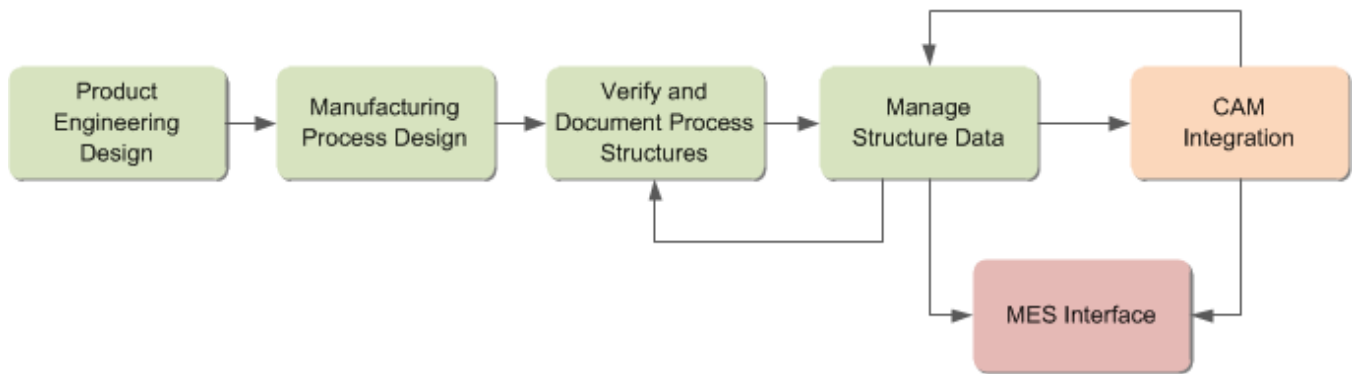 Product
Engineering
Design
Manufacturing
Process Design
Verify and
Document Process
Structures
Manage
Structure Data
CAM
Integration
MES Interface